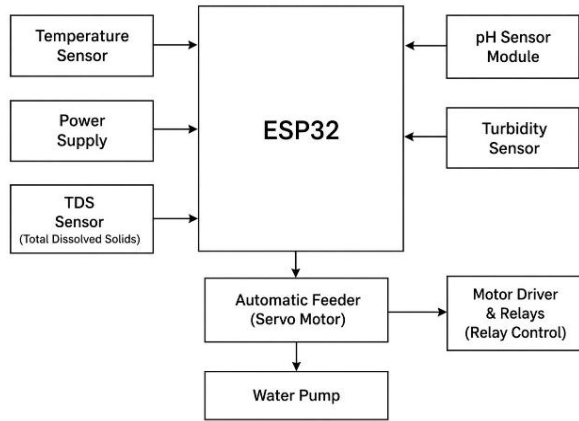 Temperature
Sensor
Power
Supply
TDS
Sensor
(Total Dissolved Solids)
ESP32
pH Sensor
Module
Turbidity
Sensor
Automatic Feeder
(Servo Motor)
Motor Driver
& Relays
(Relay Control)
Water Pump